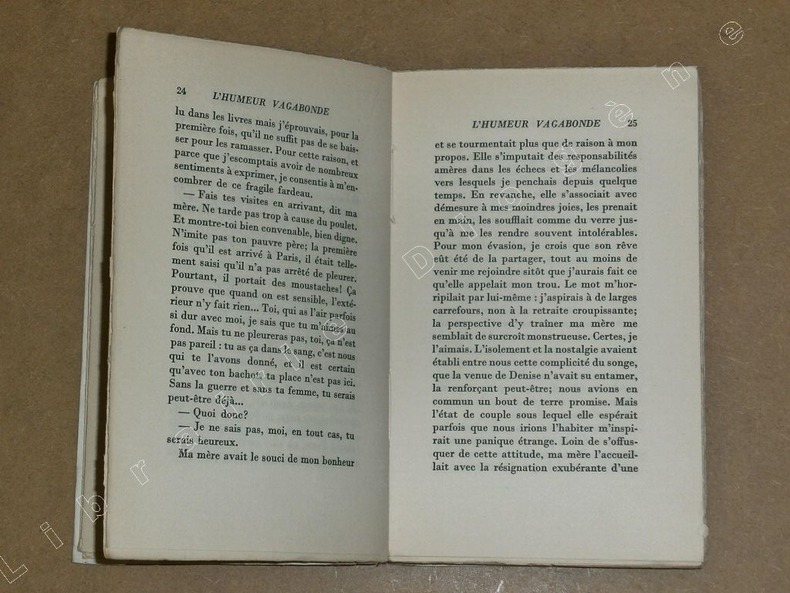 24
L'HUMEUR VAGABONDE
lu dans les livres mais j'éprouvais, pour la
première fois, qu'il ne suffit pas de se bais-
ser pour les ramasser. Pour cette raison, et
parce que j'escomptais avoir de nombreux
sentiments à exprimer, je consentis à m'en-
combrer de ce fragile fardeau.
— Fais tes visites en arrivant, dit ma
mère. Ne tarde pas trop à cause du poulet.
Et montre-toi bien convenable, bien digne.
N'imite pas ton pauvre père; la première
fois qu'il est arrivé à Paris, il était telle-
ment saisi qu'il n'a pas arrêté de pleurer.
Pourtant, il portait des moustaches! Ça
prouve que quand on est sensible, l'exté-
rieur n'y fait rien... Toi, qui as l'air parfois
si dur avec moi, je sais que tu m'aimes au
fond. Mais tu ne pleureras pas, toi, ça n'est
pas pareil : tu as ça dans le sang, c'est nous
qui te l'avons donné, et il est certain
qu'avec ton bachot, ta place n'est pas ici.
Sans la guerre et sans ta femme, tu serais
peut-être déjà...
— Quoi donc?
— Je ne sais pas, moi, en tout cas, tu
serais heureux.
Ma mère avait le souci de mon bonheur
L'HUMEUR VAGABONDE 25
et se tourmentait plus que de raison à mon
propos. Elle s'imputait des responsabilités
amères dans les échecs et les mélancolies
vers lesquels je penchais depuis quelque
temps. En revanche, elle s'associait avec
démesure à mes moindres joies, les prenait
en main, les soufflait comme du verre jus-
qu'à me les rendre souvent intolérables.
Pour mon évasion, je crois que son rêve
eût été de la partager, tout au moins de
venir me rejoindre sitôt que j'aurais fait ce
qu'elle appelait mon trou. Le mot m'hor-
ripilait par lui-même : j'aspirais à de larges
carrefours, non à la retraite croupissante;
la perspective d'y traîner ma mère me
semblait de surcroît monstrueuse. Certes, je
l'aimais. L'isolement et la nostalgie avaient
établi entre nous cette complicité du songe,
que la venue de Denise n'avait su entamer,
la renforçant peut-être; nous avions en
commun un bout de terre promise. Mais
l'état de couple sous lequel elle espérait
parfois que nous irions l'habiter m'inspi-
rait une panique étrange. Loin de s'offus-
quer de cette attitude, ma mère l'accueil-
lait avec la résignation exubérante d'une